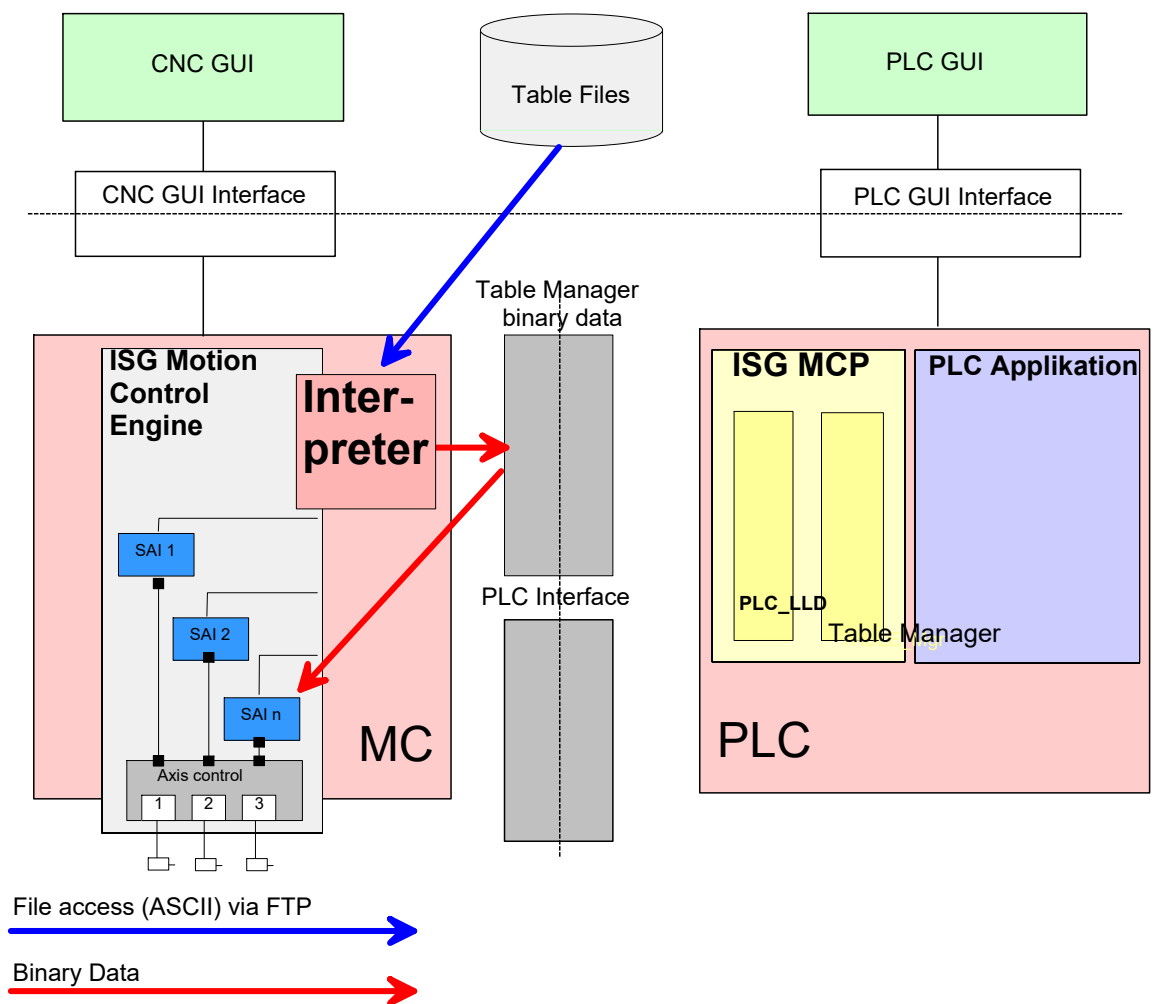 CNC GUI
Table Files
PLC GUI
CNC GUI Interface
PLC GUI Interface
Table Manager
binary data
ISG Motion
Control
Engine
Inter-
preter
ISG MCP
PLC Applikation
SAI 1
SAI 2
SAI n
PLC Interface
PLC_LLD
Table Manager
MC
PLC
Axis control
1
2
3
File access (ASCII) via FTP
Binary Data